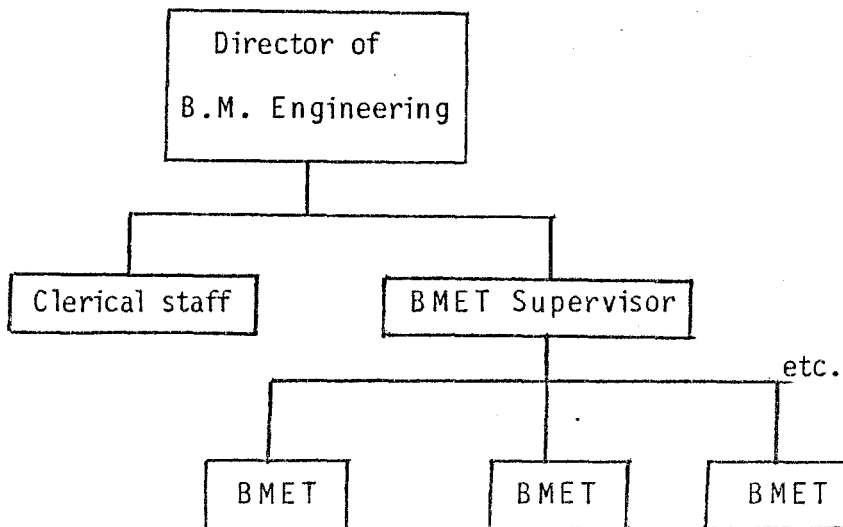 Director of
B.M. Engineering
Clerical staff
BMET Supervisor
etc.
BMET
BMET
BMET